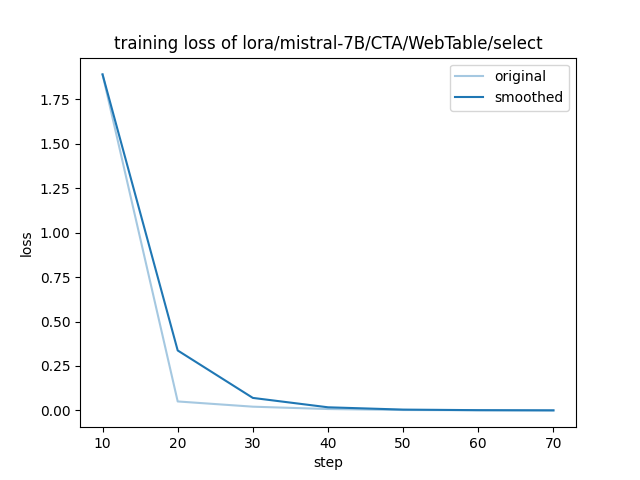 training loss of lora/mistral-7B/CTA/WebTable/select
original
smoothed
1.75
1.50
1.25
1.00
0.75
0.50
0.25
0.00
loss
10 20 30 40 50 60 70
step